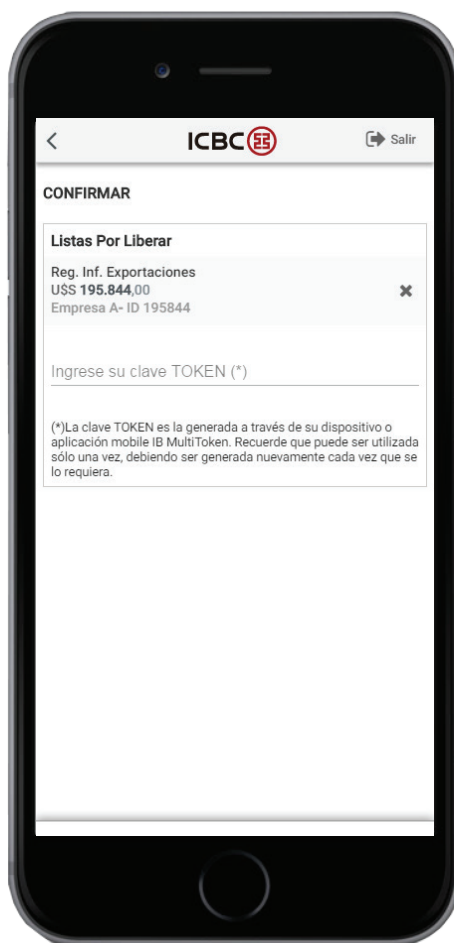 ICBC Salir
CONFIRMAR
Listas Por Liberar
Reg. Inf. Exportaciones
U$S 195.844,00
Empresa A- ID 195844
Ingrese su clave TOKEN (*)
(*)La clave TOKEN es la generada a través de su dispositivo o
aplicación mobile IB MultiToken. Recuerde que puede ser utilizada
sólo una vez, debiendo ser generada nuevamente cada vez que se
lo requiera.